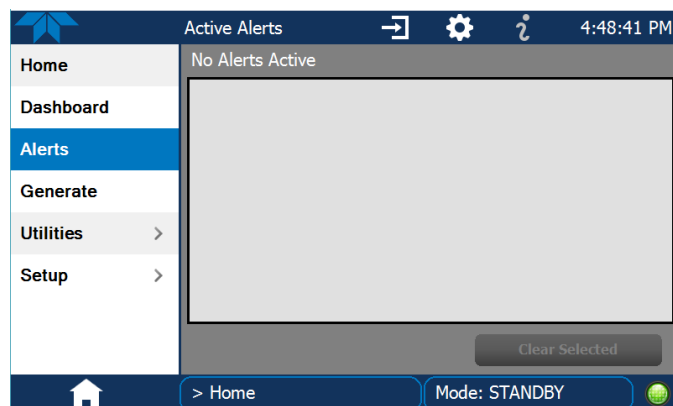 Active Alerts 4:48:41 PM
Home
No Alerts Active
Dashboard
Alerts
Generate
Utilities >
Setup >
Clear Selected
> Home
Mode: STANDBY